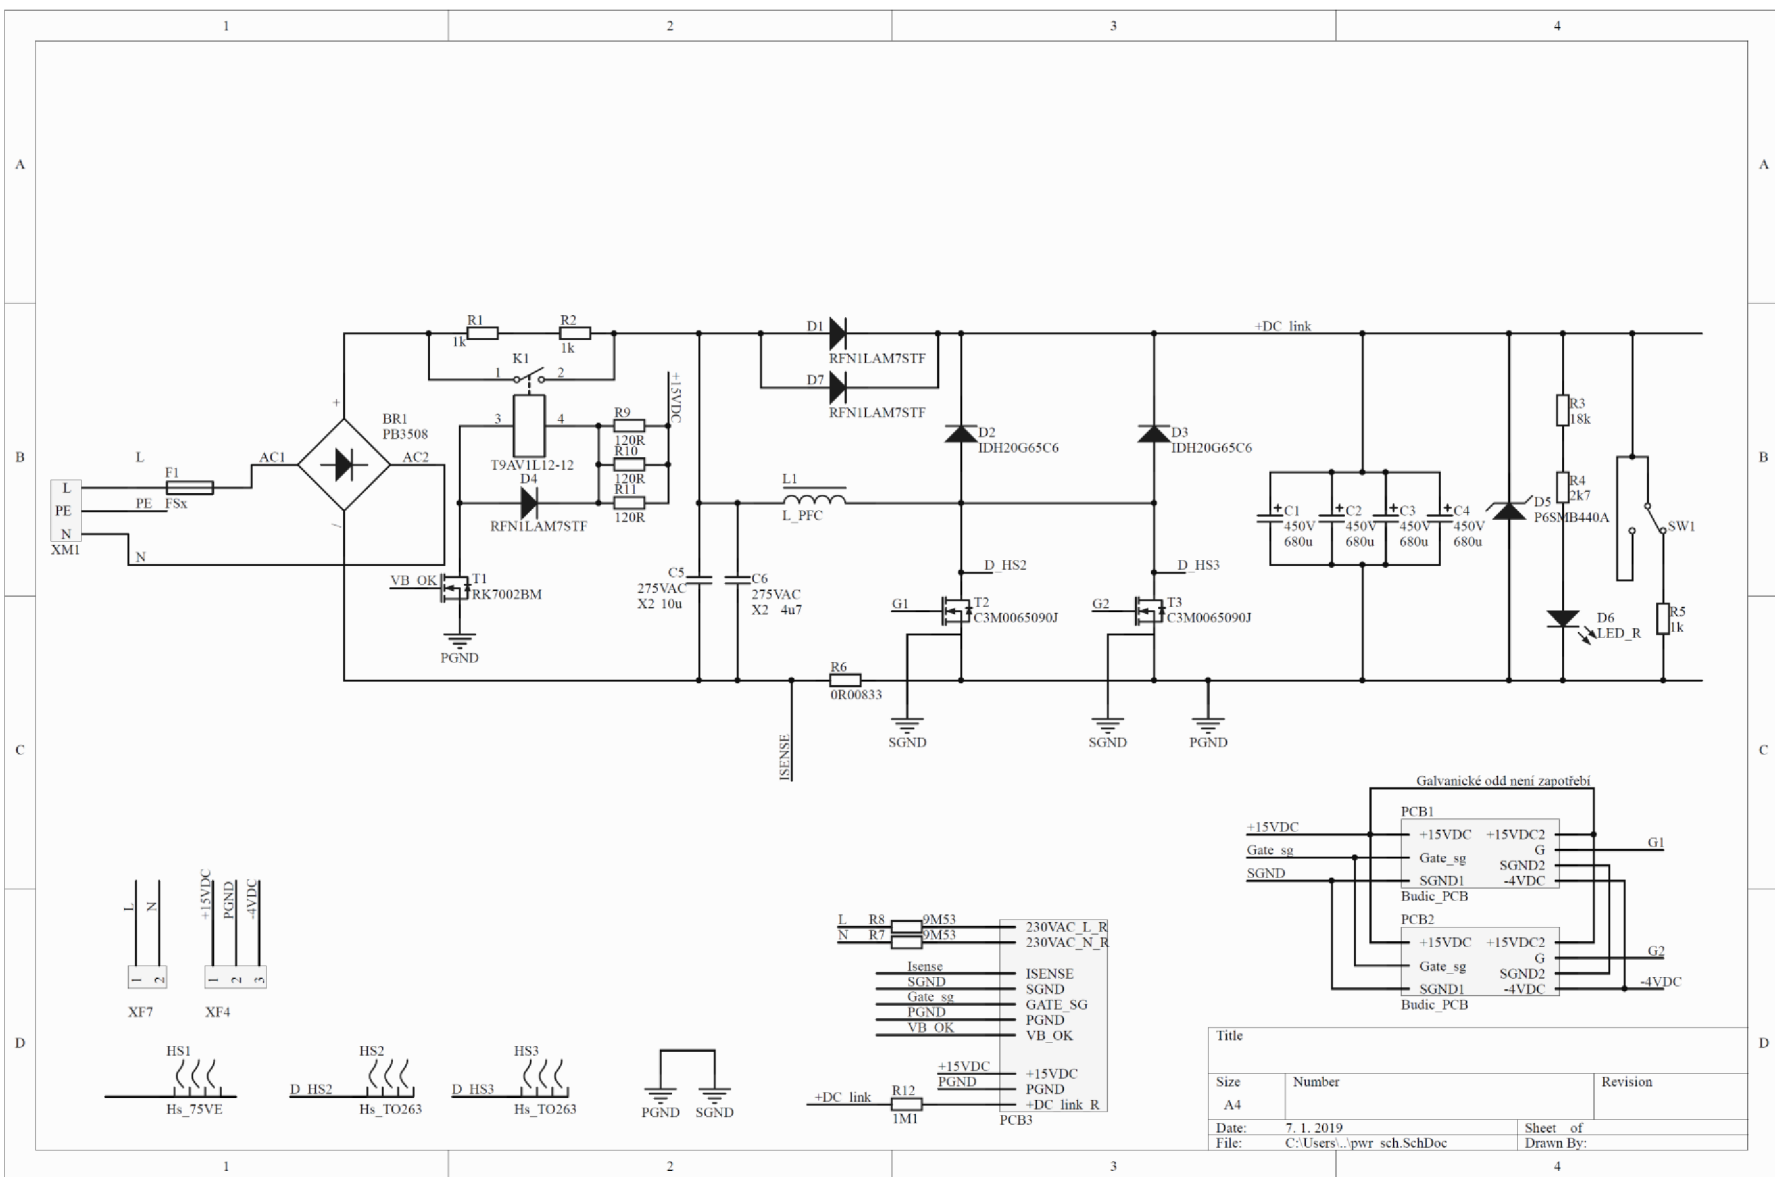 1 2 3 4
A A
R1 R2 D1 +DC_link
1k 1k RFN1LAM7STF
K1
1 2
D7
RFN1LAM7STF
+15VDC
+
BR1
PB3508
3 4
R9
120R
R10
120R
R11
120R
T9AV1L12-12
D4
RFN1LAM7STF
D2
IDH20G65C6
D3
IDH20G65C6
R3
18k
B B
L
F1
FSx
AC1 AC2
L
PE PE
N
XM1
N
L1
L_PFC
C1
450V
680u
C2
450V
680u
C3
450V
680u
C4
450V
680u
D5
P6SMB440A
R4
2k7
SW1
VB_OK T1
RK7002BM
PGND
C5
275VAC
X2 10u
C6
275VAC
X2 4u7
D_HS2
D_HS3
G1 T2
C3M0065090J
G2 T3
C3M0065090J
D6
LED_R
R5
1k
R6
0R00833
ISENSE
SGND SGND PGND
C C
Galvanické odd není zapotřebí
PCB1
+15VDC
Gate_sg
SGND
+15VDC +15VDC2
G G1
Gate_sg SGND2
SGND1 -4VDC
Budic_PCB
PCB2
+15VDC +15VDC2
G G2
Gate_sg SGND2
SGND1 -4VDC -4VDC
Budic_PCB
L N
1 2
XF7
+15VDC PGND -4VDC
1 2 3
XF4
L R8 9M53 230VAC_L_R
N R7 9M53 230VAC_N_R
Isense ISENSE
SGND SGND
Gate_sg GATE_SG
PGND PGND
VB_OK VB_OK
+15VDC +15VDC
PGND PGND
+DC_link R12 +DC_link_R
1M1 PCB3
D D
HS1
Hs_75VE
HS2
D_HS2
Hs_TO263
HS3
D_HS3
Hs_TO263
PGND SGND
Title
Size Number Revision
A4
Date: 7. 1. 2019 Sheet of
File: C:\Users\..\pwr_sch.SchDoc Drawn By:
1 2 3 4